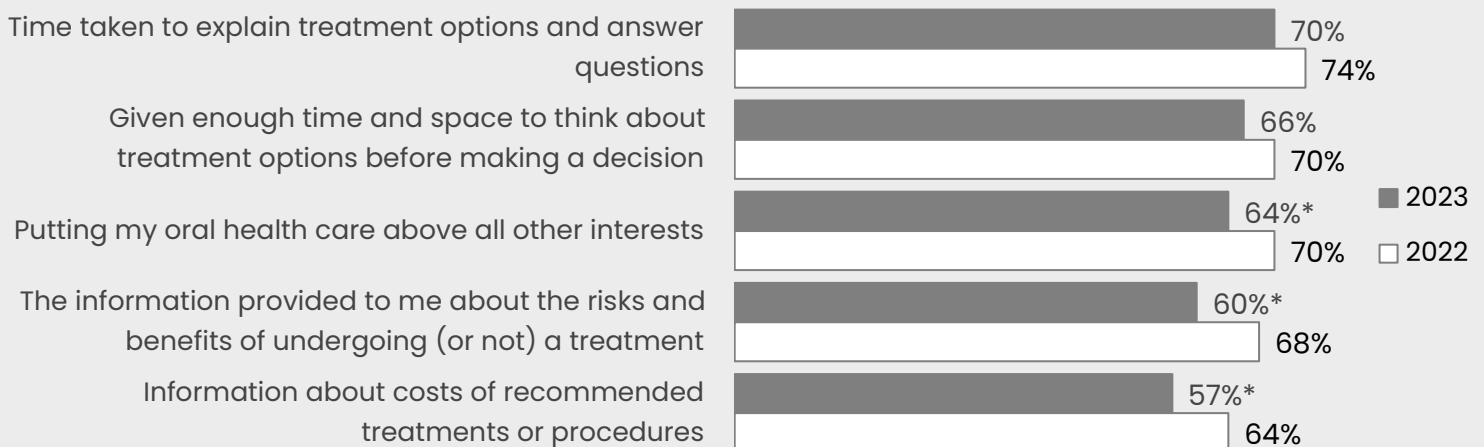 Time taken to explain treatment options and answer
questions
70%
74%
Given enough time and space to think about
treatment options before making a decision
66%
70%
Putting my oral health care above all other interests
64%*
70%
The information provided to me about the risks and
benefits of undergoing (or not) a treatment
60%*
68%
Information about costs of recommended
treatments or procedures
57%*
64%
2023
2022